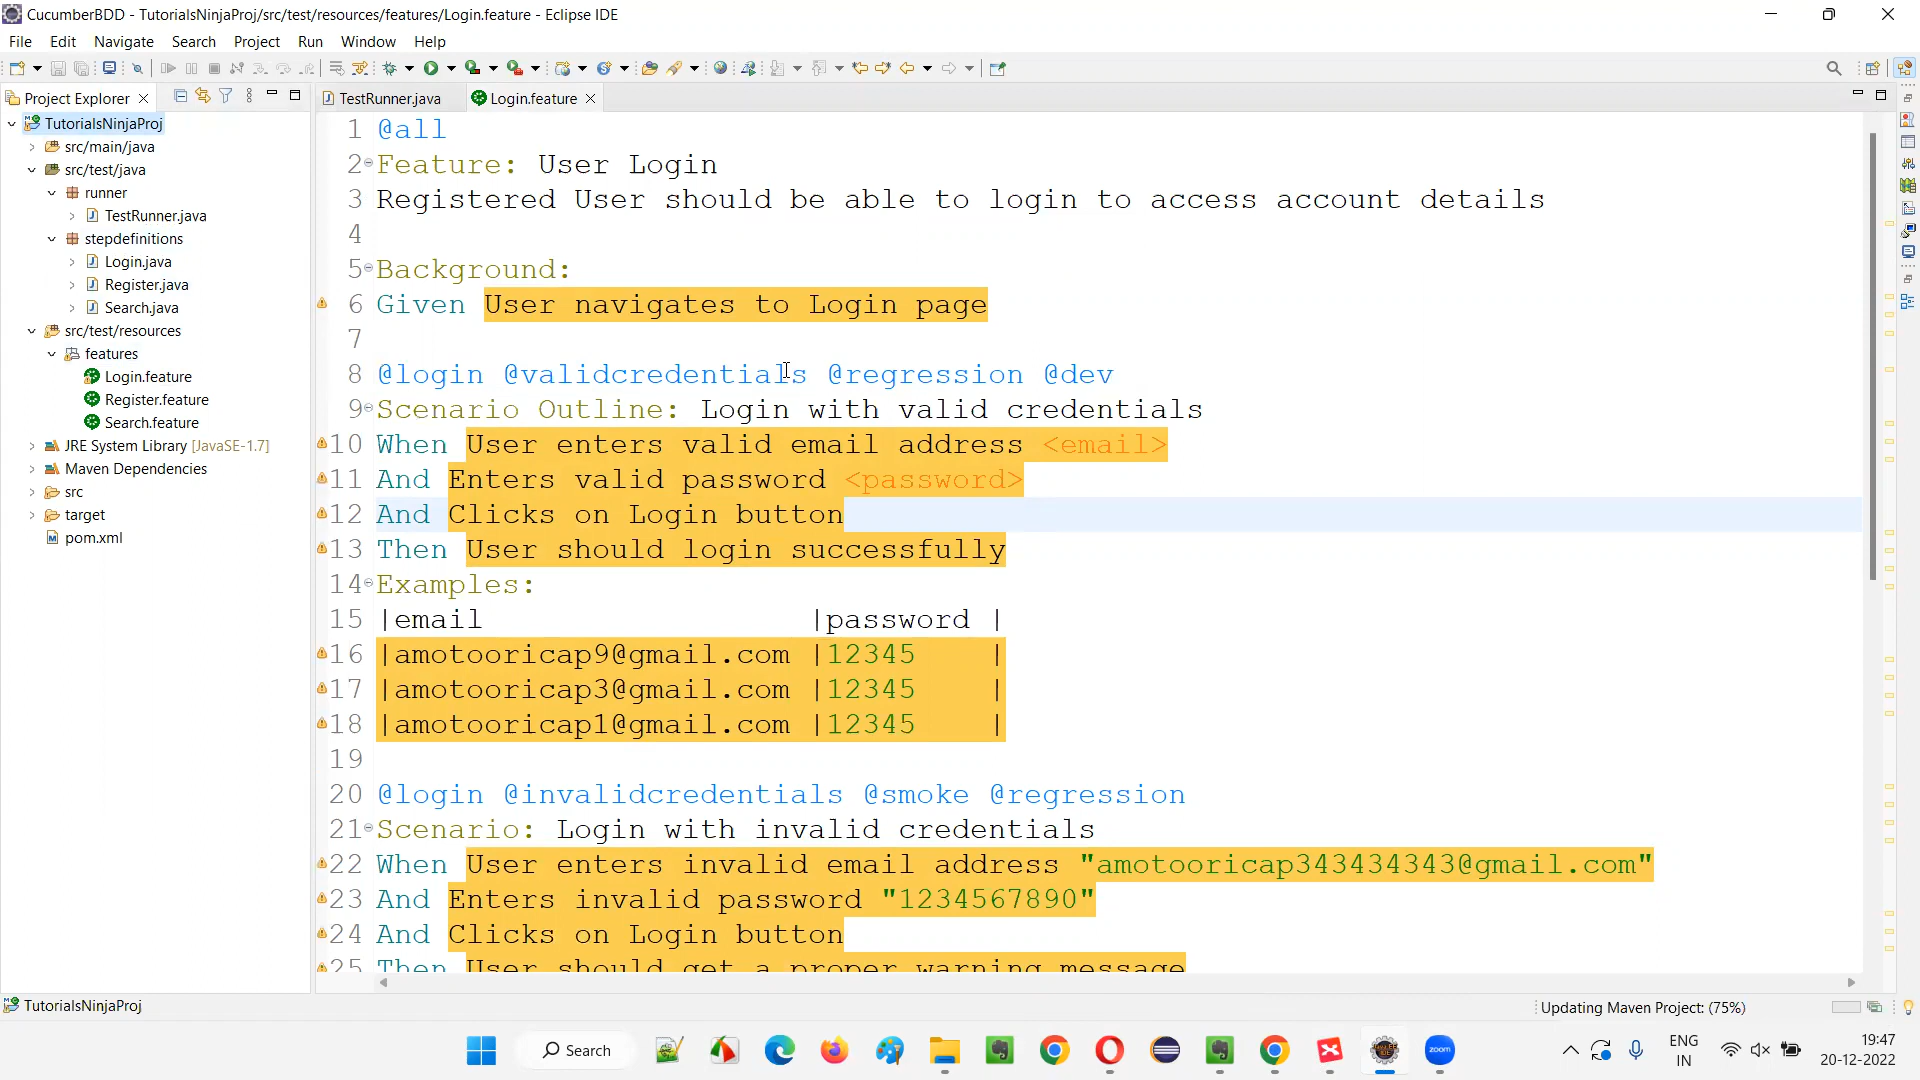 CucumberBDD - TutorialsNinjaProj/src/test/resources/features/Login.feature - Eclipse IDE
File Edit Navigate Search Project Run Window Help
Project Explorer
TutorialsNinjaProj
src/main/java
src/test/java
runner
TestRunner.java
stepdefinitions
Login.java
Register.java
Search.java
src/test/resources
features
Login.feature
Register.feature
Search.feature
JRE System Library [JavaSE-1.7]
Maven Dependencies
src
target
pom.xml
TestRunner.java Login.feature
1 @all
2 Feature: User Login
3 Registered User should be able to login to access account details
4
5 Background:
6 Given User navigates to Login page
7
8 @login @validcredentials @regression @dev
9 Scenario Outline: Login with valid credentials
10 When User enters valid email address <email>
11 And Enters valid password <password>
12 And Clicks on Login button
13 Then User should login successfully
14 Examples:
15 |email |password |
16 |amotooricap9@gmail.com |12345 |
17 |amotooricap3@gmail.com |12345 |
18 |amotooricap1@gmail.com |12345 |
19
20 @login @invalidcredentials @smoke @regression
21 Scenario: Login with invalid credentials
22 When User enters invalid email address "amotooricap343434343@gmail.com"
23 And Enters invalid password "1234567890"
24 And Clicks on Login button
25 Then User should get a proper warning message
TutorialsNinjaProj
Updating Maven Project: (75%)
Search
zoom
ENG
IN
19:47
20-12-2022